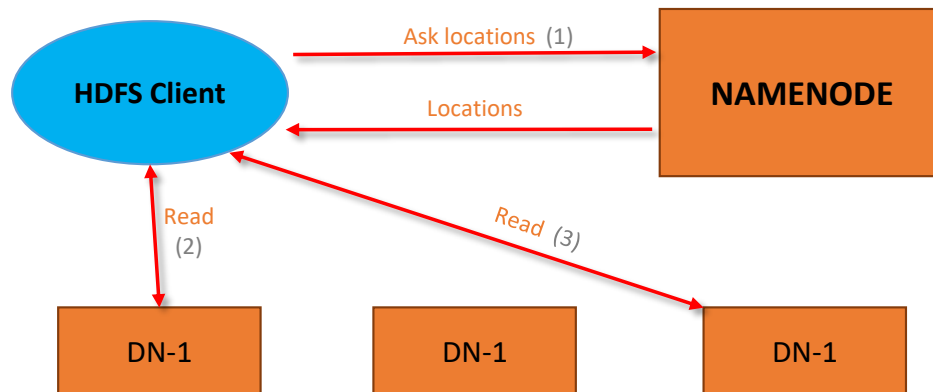 Ask locations (1)
HDFS Client
NAMENODE
Locations
Read
(2)
Read (3)
DN-1
DN-1
DN-1